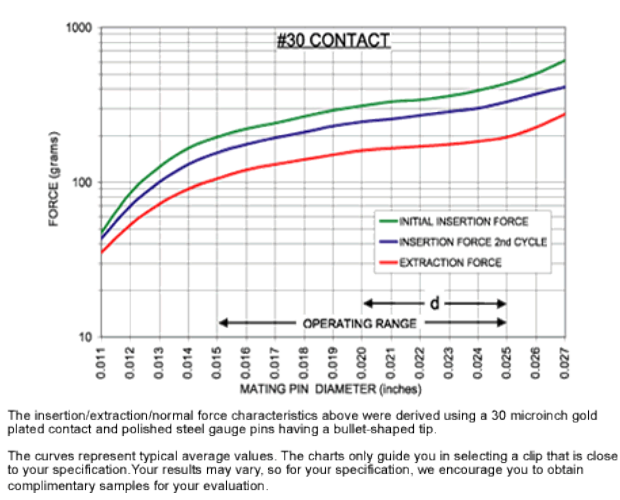 1000
#30 CONTACT
FORCE (grams)
100
INITIAL INSERTION FORCE
INSERTION FORCE 2nd CYCLE
EXTRACTION FORCE
d
OPERATING RANGE
10
0.011 0.012 0.013 0.014 0.015 0.016 0.017 0.018 0.019 0.020 0.021 0.022 0.023 0.024 0.025 0.026 0.027
MATING PIN DIAMETER (inches)
The insertion/extraction/normal force characteristics above were derived using a 30 microinch gold
plated contact and polished steel gauge pins having a bullet-shaped tip.
The curves represent typical average values. The charts only guide you in selecting a clip that is close
to your specification.Your results may vary, so for your specification, we encourage you to obtain
complimentary samples for your evaluation.